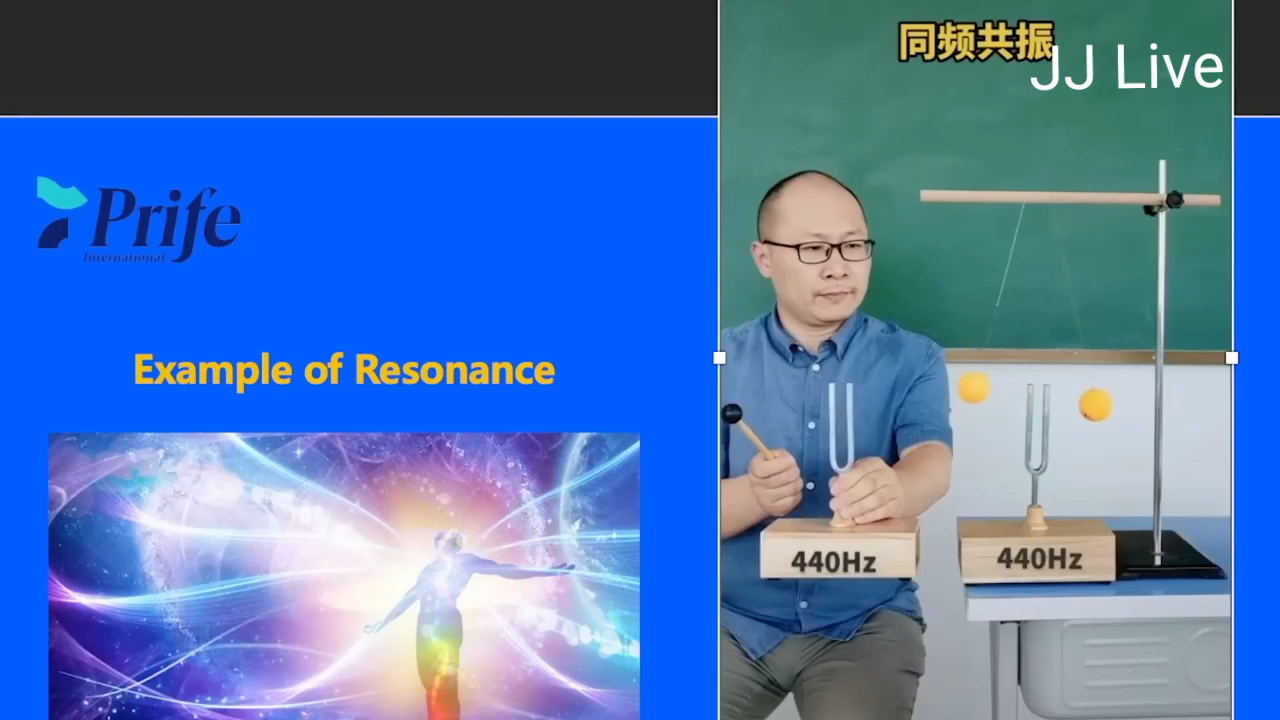 同频共振
JJ Live
Prife
International
Example of Resonance
440Hz
440Hz